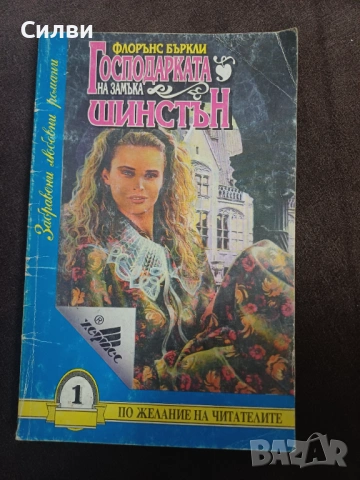 Силви
ФЛОРЪНС БЪРКЛИ
ГОСПОДАРКАТА
НА ЗАМЪКА
ШИНСТЪН
Забравени любовни романи
®
Хермес
1
ПО ЖЕЛАНИЕ НА ЧИТАТЕЛИТЕ
BAZAR